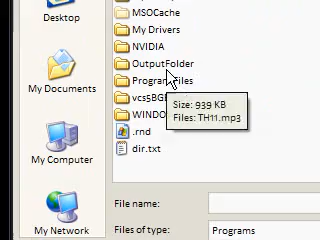 Desktop
My Documents
My Computer
My Network
MSOCache
My Drivers
NVIDIA
OutputFolder
Program Files
Size: 939 KB
Files: TH11.mp3
.rnd
dir.txt
File name:
Files of type:
Programs